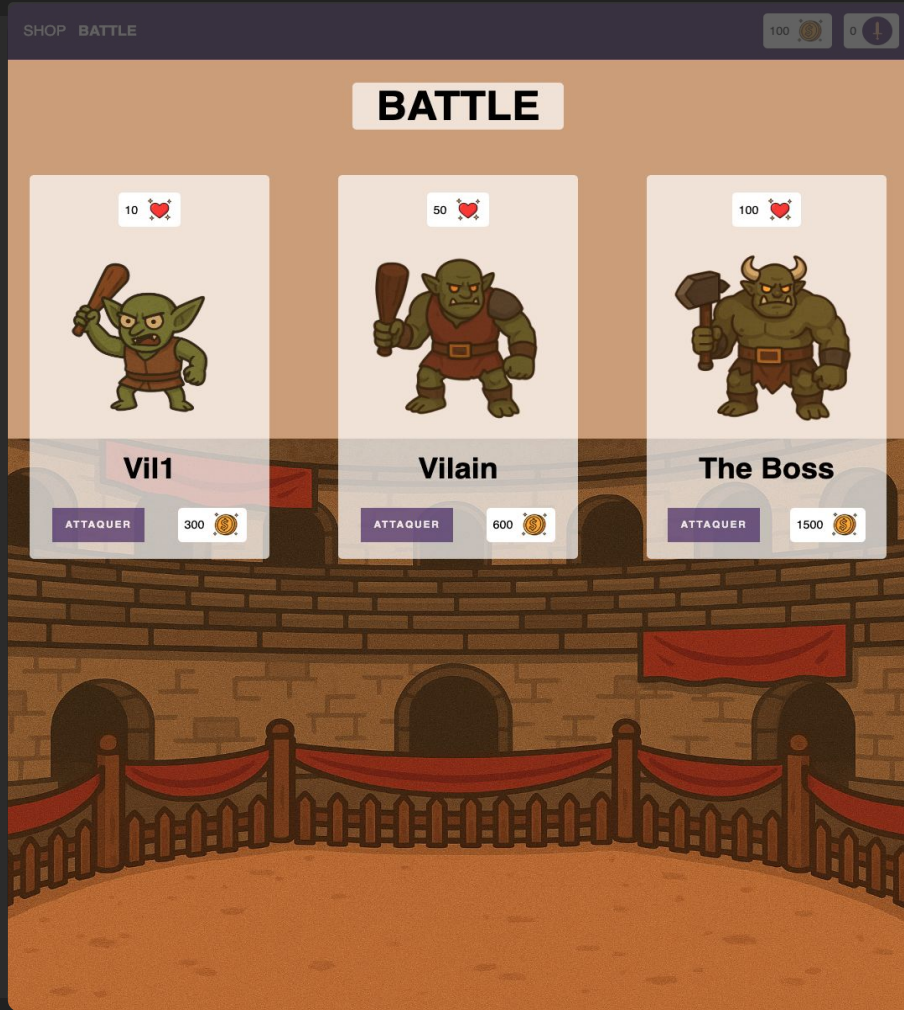 SHOP BATTLE 100 0
BATTLE
10 50 100
Vil1 Vilain The Boss
ATTAQUER 300 ATTAQUER 600 ATTAQUER 1500